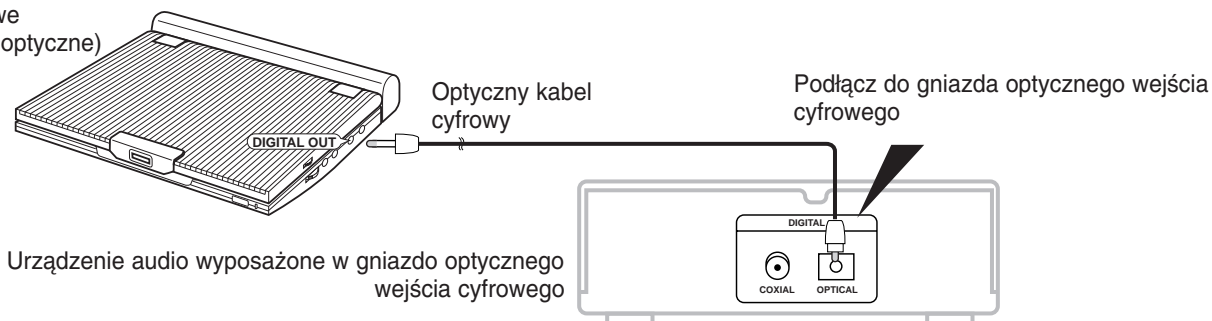 optyczne)
Optyczny kabel
cyfrowy
Podłącz do gniazda optycznego wejścia
cyfrowego
DIGITAL OUT
DIGITAL
COXIAL OPTICAL
Urządzenie audio wyposażone w gniazdo optycznego
wejścia cyfrowego